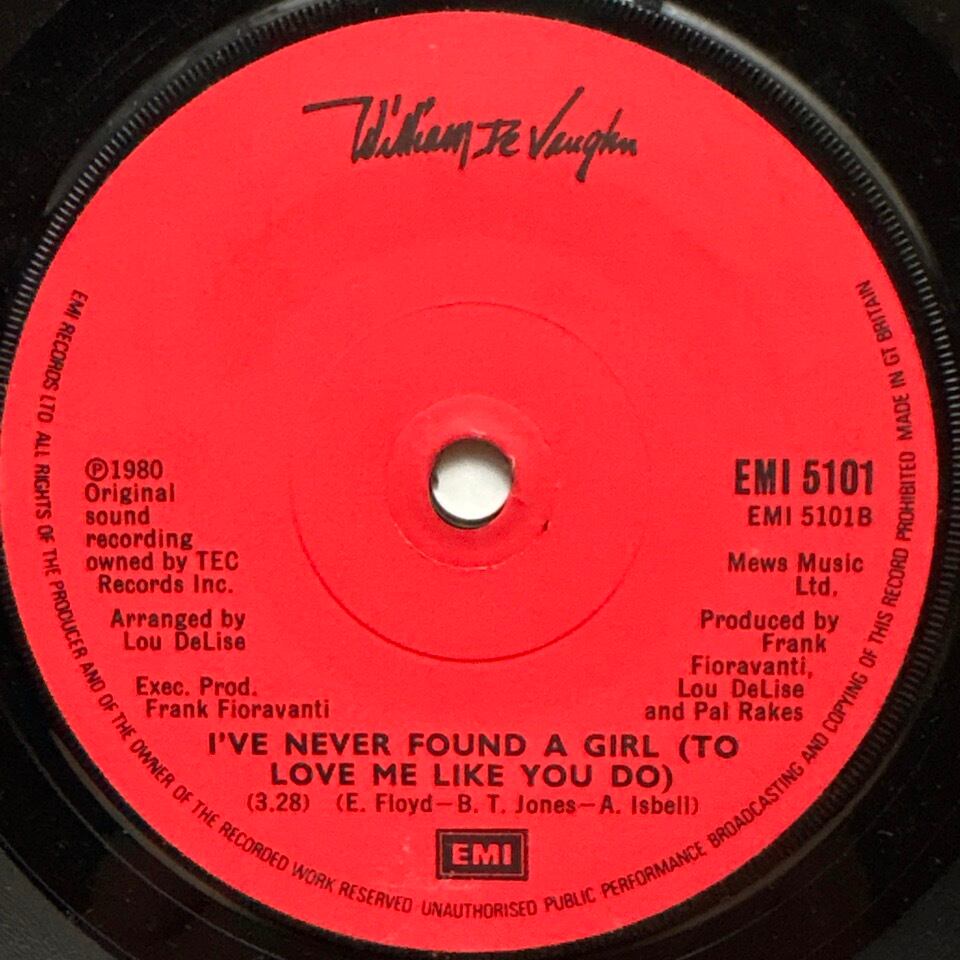 William De Vaughn
℗1980
Original
sound
recording
owned by TEC
Records Inc.
Arranged by
Lou DeLise
Exec. Prod.
Frank Fioravanti
EMI 5101
EMI 5101B
Mews Music
Ltd.
Produced by
Frank
Fioravanti,
Lou DeLise
and Pal Rakes
I'VE NEVER FOUND A GIRL (TO
LOVE ME LIKE YOU DO)
(3.28) (E. Floyd–B. T. Jones–A. Isbell)
EMI
EMI RECORDS LTD ALL RIGHTS OF THE PRODUCER AND OF THE OWNER OF THE RECORDED WORK RESERVED UNAUTHORISED PUBLIC PERFORMANCE BROADCASTING AND COPYING OF THIS RECORD PROHIBITED MADE IN GT BRITAIN